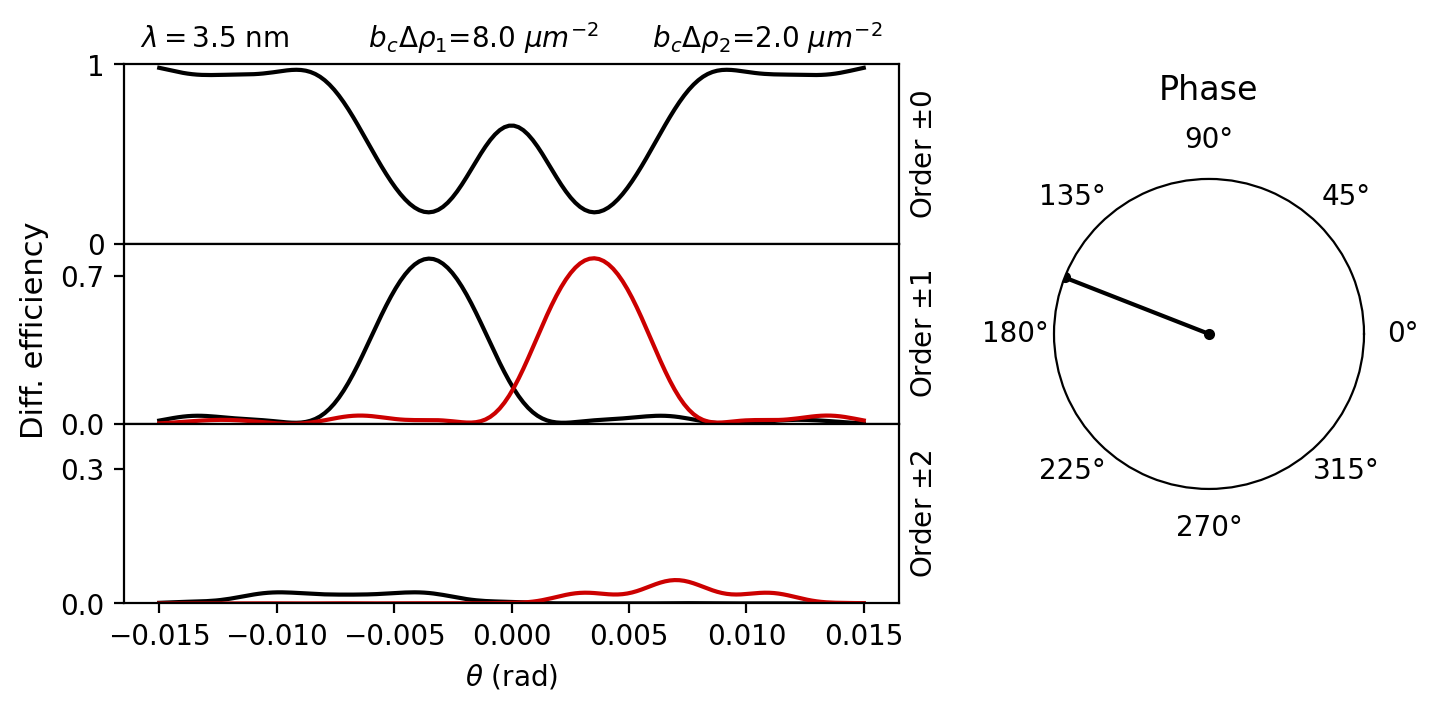 λ = 3.5 nm b_cΔρ₁=8.0 μm⁻² b_cΔρ₂=2.0 μm⁻²
1
0
Order ±0
Diff. efficiency
0.7
0.0
Order ±1
0.3
0.0
Order ±2
−0.015 −0.010 −0.005 0.000 0.005 0.010 0.015
θ (rad)
Phase
90°
135° 45°
180° 0°
225° 315°
270°